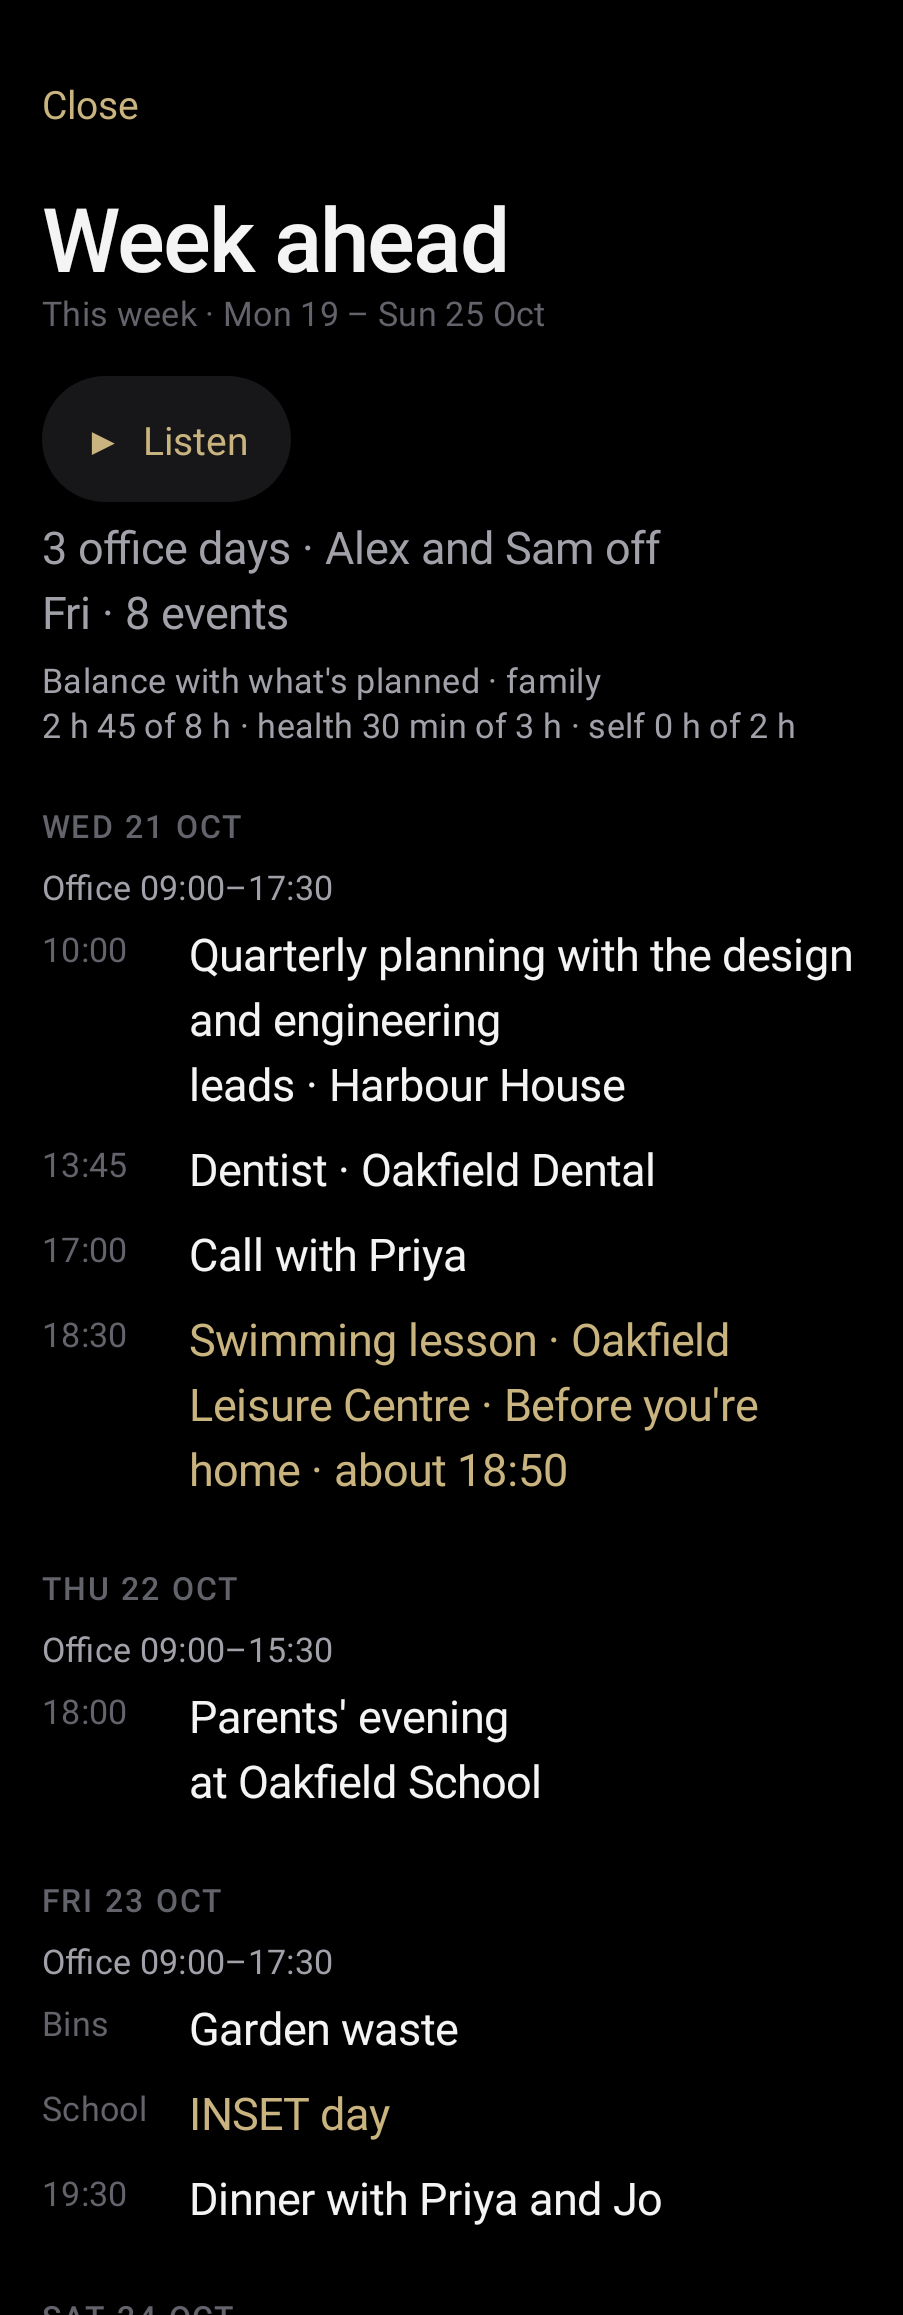 Close
Week ahead
This week · Mon 19 – Sun 25 Oct
► Listen
3 office days · Alex and Sam off
Fri · 8 events
Balance with what's planned · family
2 h 45 of 8 h · health 30 min of 3 h · self 0 h of 2 h
WED 21 OCT
Office 09:00–17:30
10:00 Quarterly planning with the design
and engineering
leads · Harbour House
13:45 Dentist · Oakfield Dental
17:00 Call with Priya
18:30 Swimming lesson · Oakfield
Leisure Centre · Before you're
home · about 18:50
THU 22 OCT
Office 09:00–15:30
18:00 Parents' evening
at Oakfield School
FRI 23 OCT
Office 09:00–17:30
Bins Garden waste
School INSET day
19:30 Dinner with Priya and Jo
SAT 24 OCT